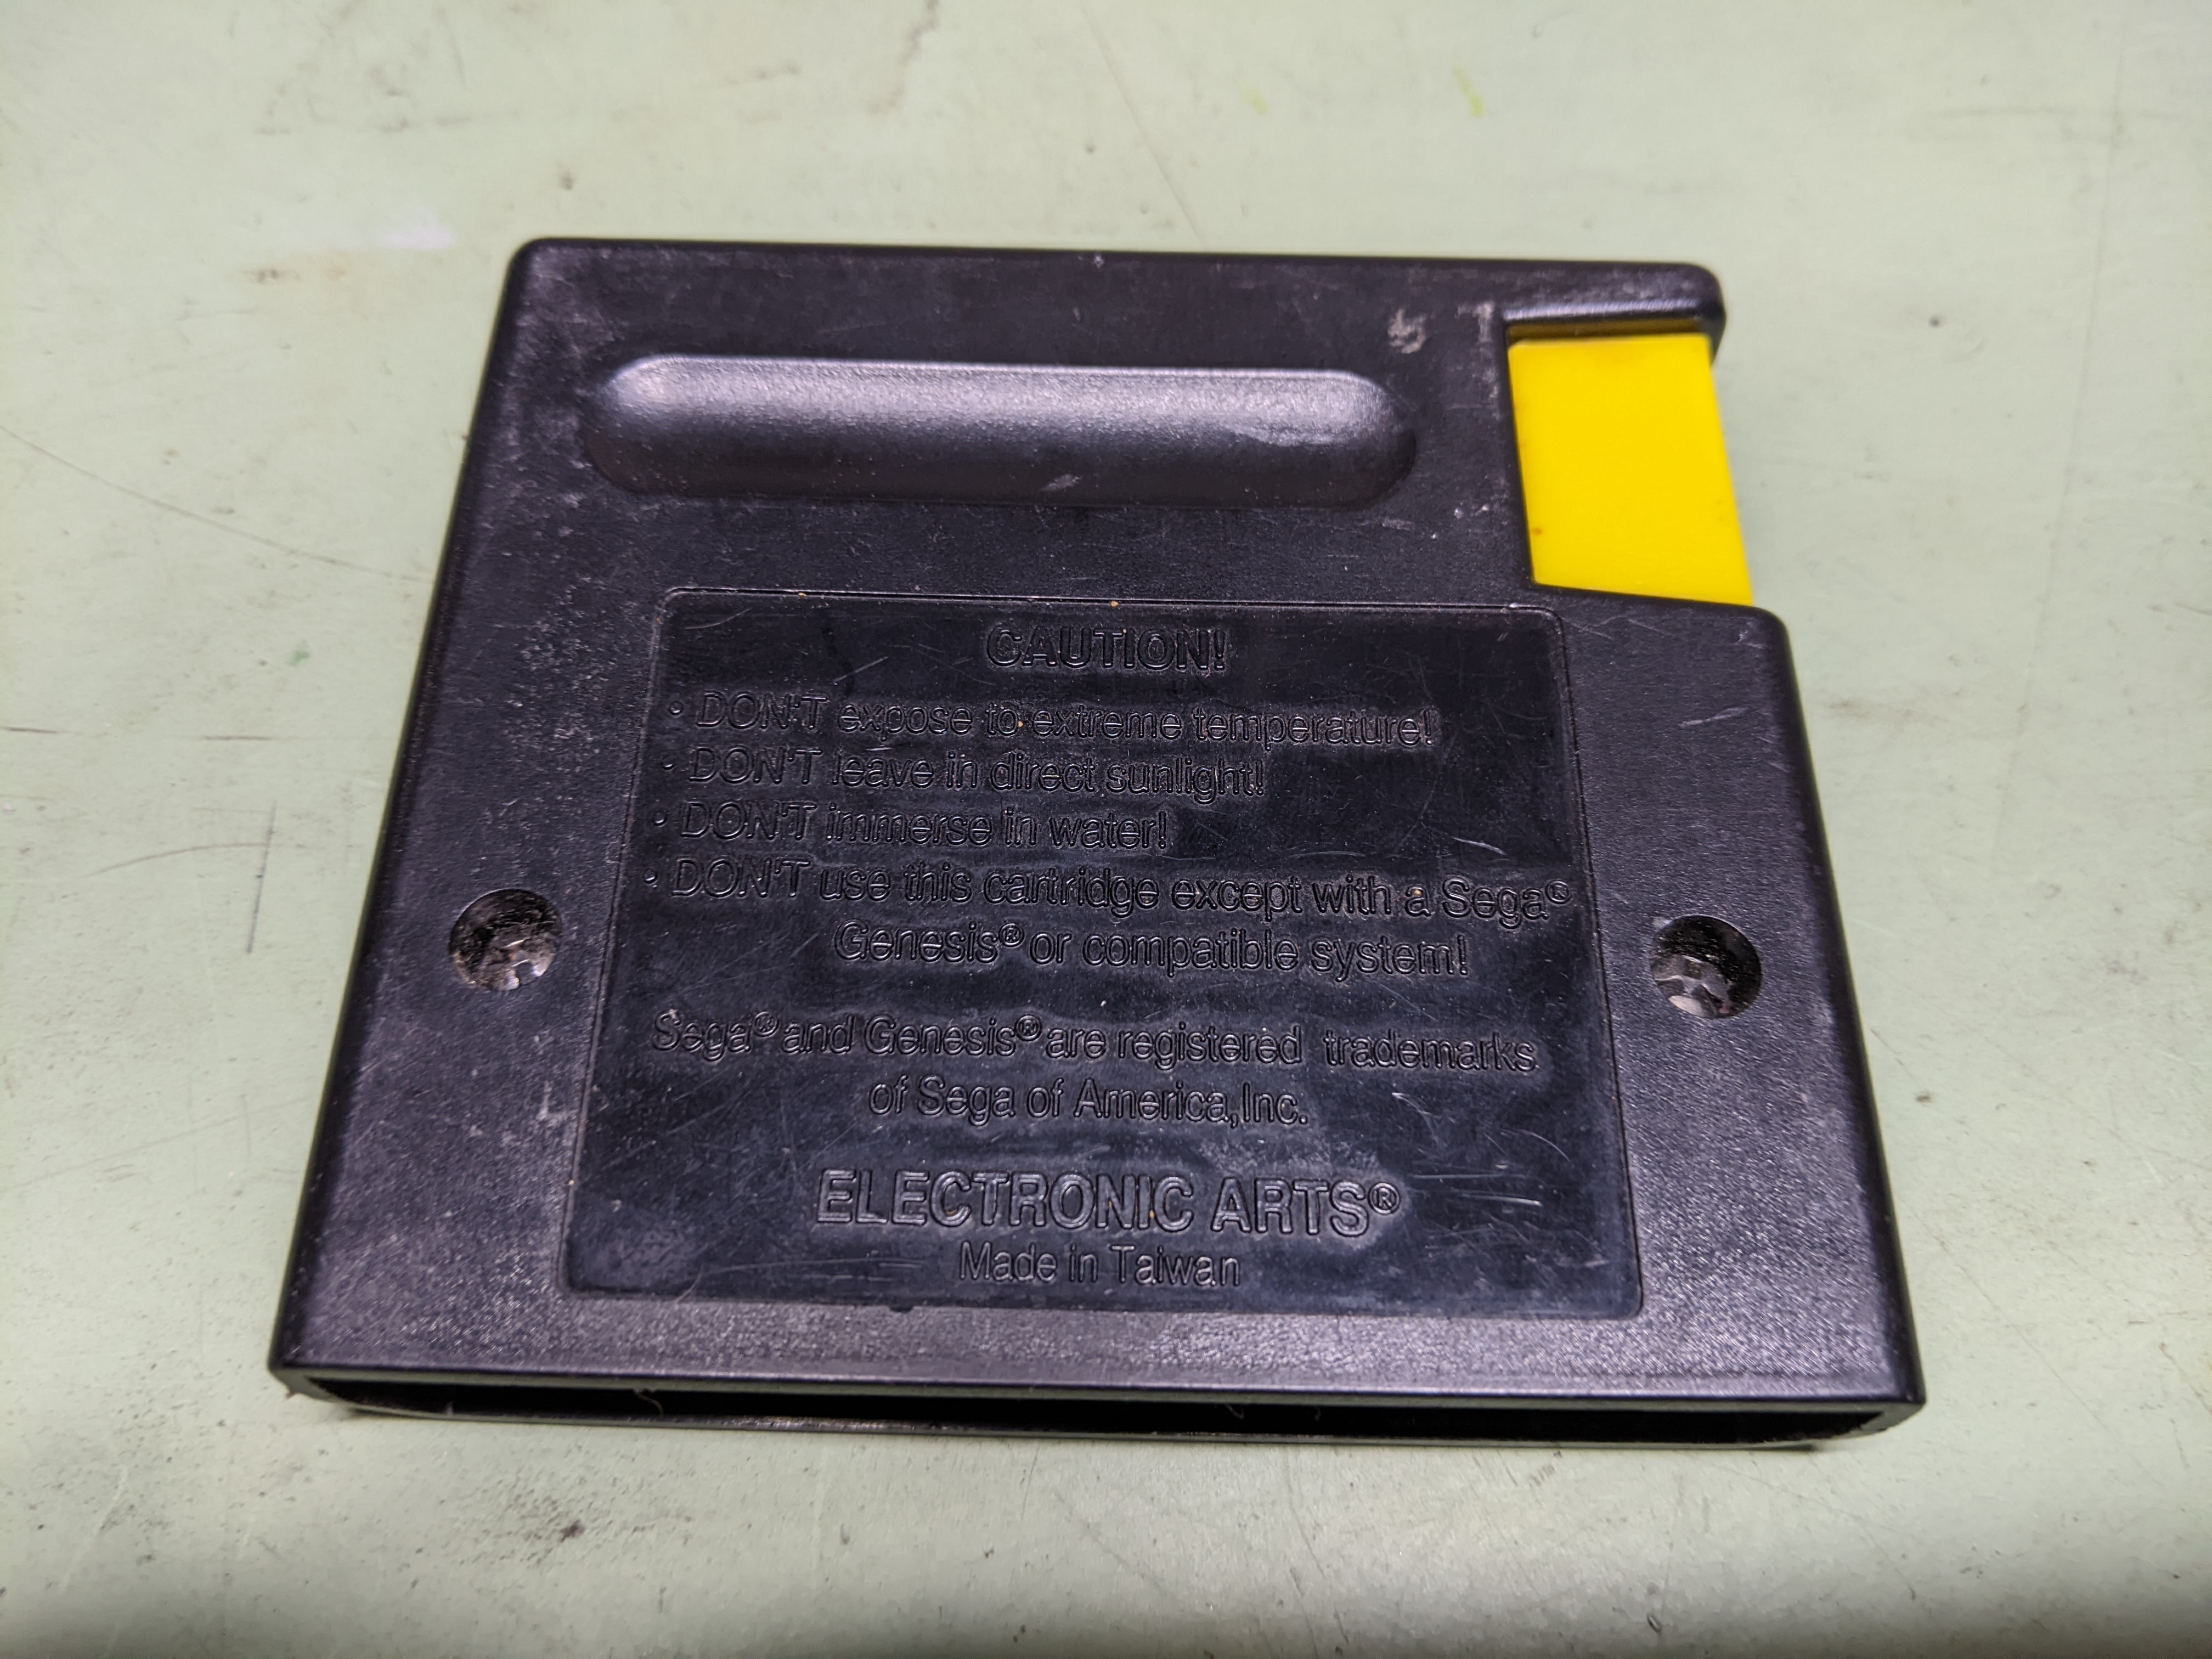 CAUTION!
• DON'T expose to extreme temperature!
• DON'T leave in direct sunlight!
• DON'T immerse in water!
• DON'T use this cartridge except with a Sega®
Genesis® or compatible system!
Sega® and Genesis® are registered trademarks
of Sega of America,Inc.
ELECTRONIC ARTS®
Made in Taiwan